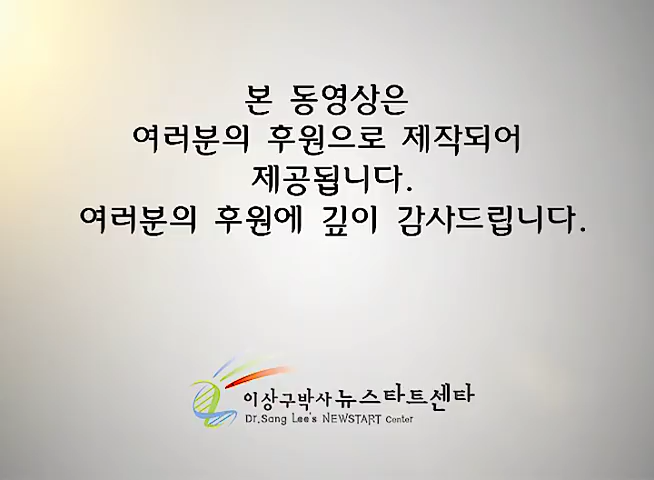 본 동영상은
여러분의 후원으로 제작되어
제공됩니다.
여러분의 후원에 깊이 감사드립니다.
이상구박사 뉴스타트센타
Dr.Sang Lee's NEWSTART Center